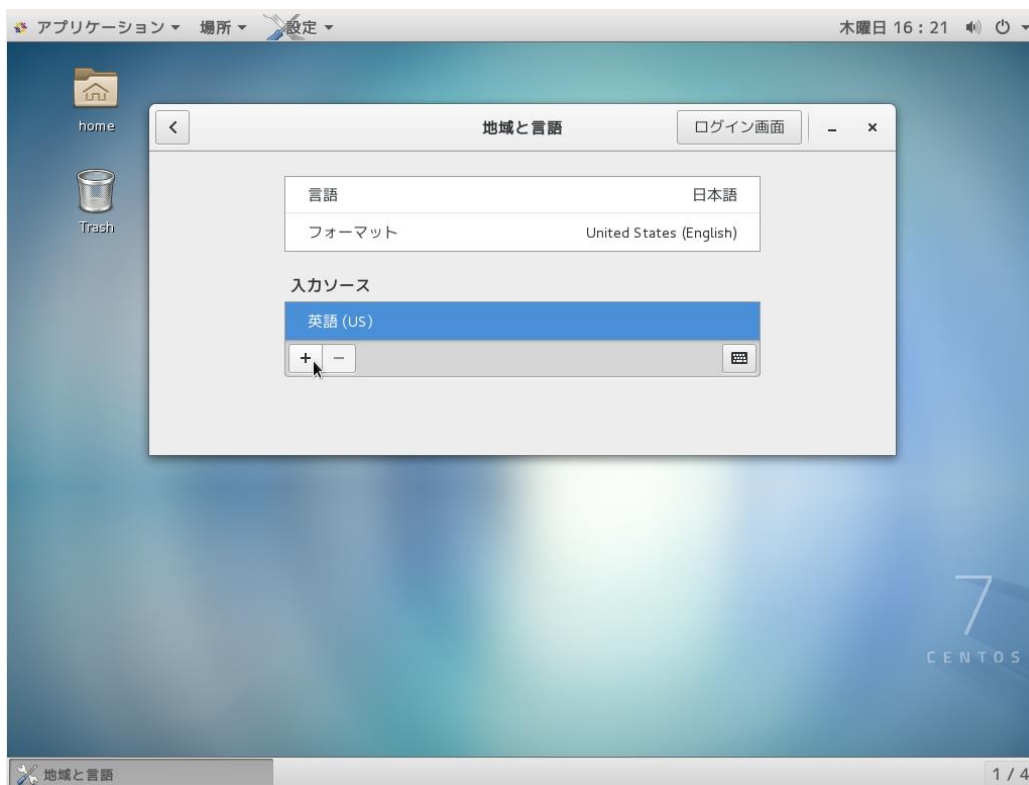 アプリケーション 場所 設定 木曜日 16:21
home
Trash
地域と言語 ログイン画面
言語 日本語
フォーマット United States (English)
入力ソース
英語 (US)
+ −
7
CENTOS
地域と言語 1 / 4